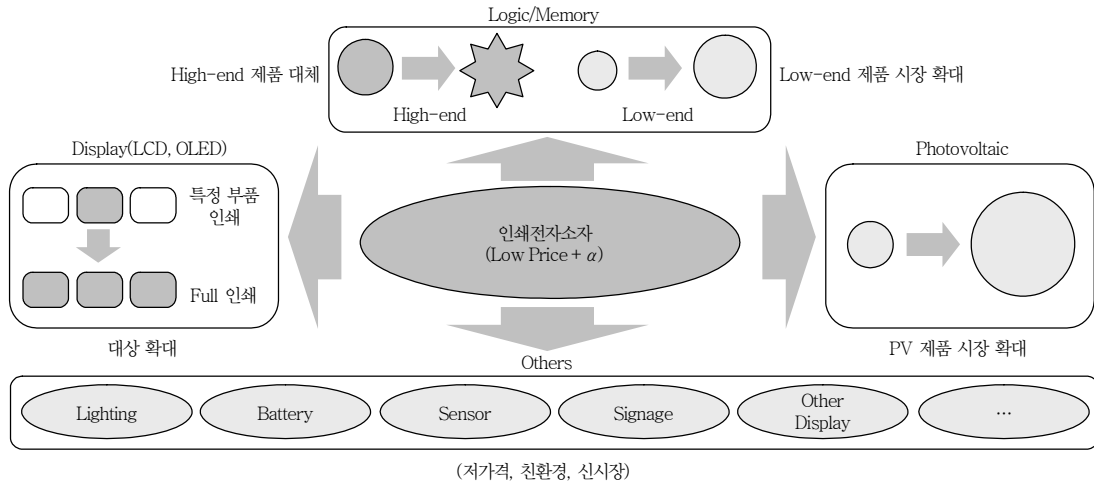 Logic/Memory
High-end 제품 대체
High-end
Low-end
Low-end 제품 시장 확대
Display(LCD, OLED)
특정 부품
인쇄
Full 인쇄
대상 확대
인쇄전자소자
(Low Price + α)
Photovoltaic
PV 제품 시장 확대
Others
Lighting
Battery
Sensor
Signage
Other
Display
…
(저가격, 친환경, 신시장)